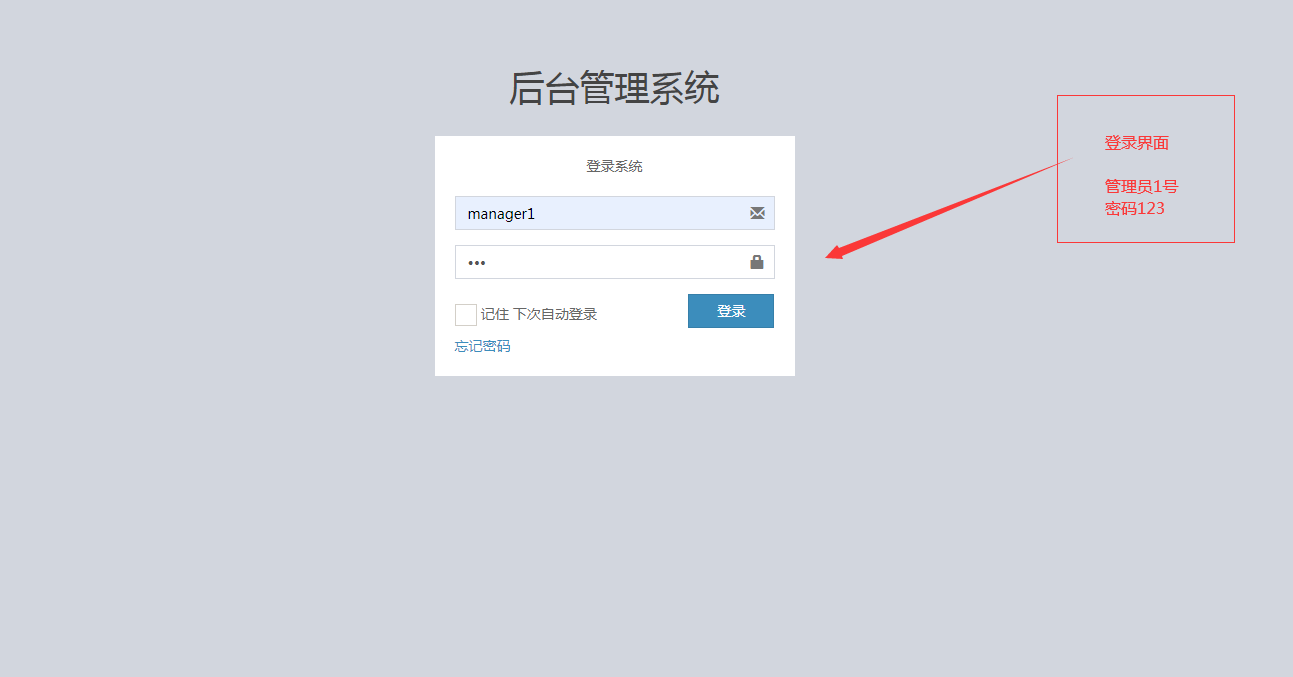 后台管理系统
登录系统
manager1
•••
记住 下次自动登录
登录
忘记密码
登录界面
管理员1号
密码123